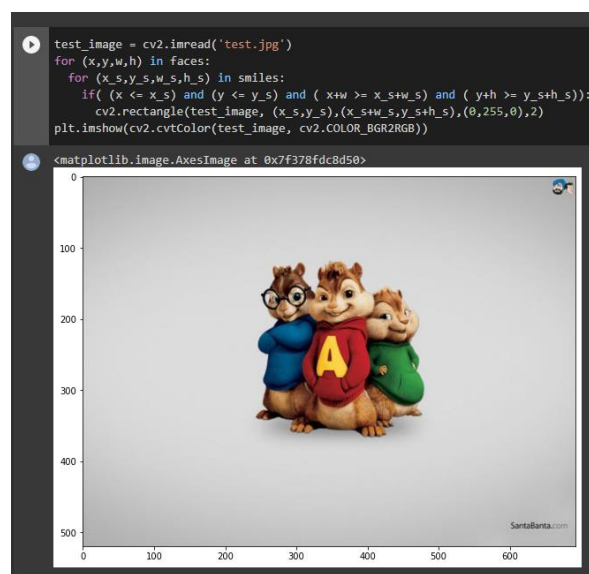 test_image = cv2.imread('test.jpg')
for (x,y,w,h) in faces:
  for (x_s,y_s,w_s,h_s) in smiles:
    if( (x <= x_s) and (y <= y_s) and ( x+w >= x_s+w_s) and ( y+h >= y_s+h_s)):
      cv2.rectangle(test_image, (x_s,y_s),(x_s+w_s,y_s+h_s),(0,255,0),2)
plt.imshow(cv2.cvtColor(test_image, cv2.COLOR_BGR2RGB))
<matplotlib.image.AxesImage at 0x7f378fdc8d50>
0
100
200
A
300
400
500
SantaBanta.com
0 100 200 300 400 500 600